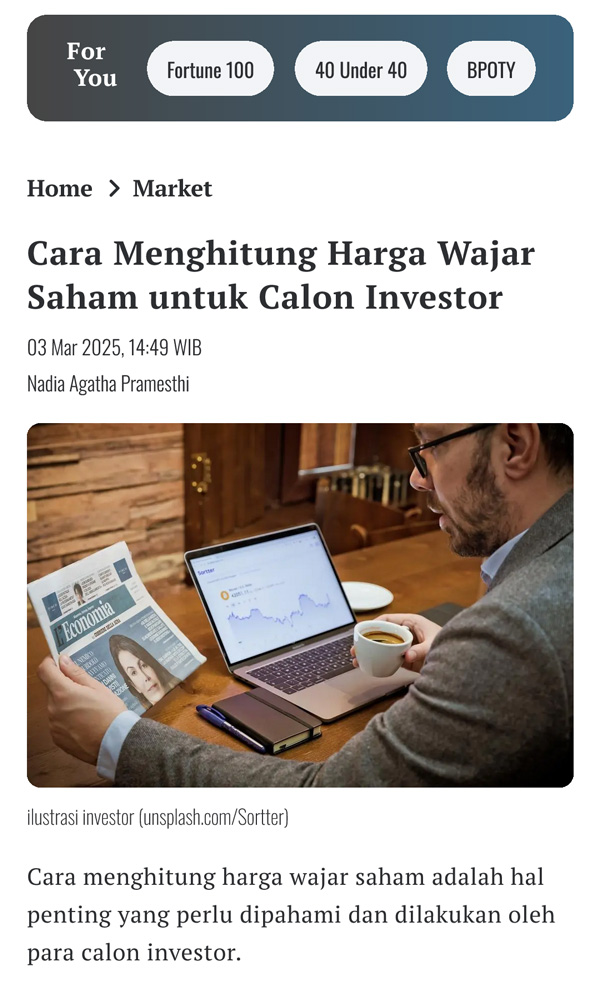 For
You
Fortune 100
40 Under 40
BPOTY
Home > Market
Cara Menghitung Harga Wajar
Saham untuk Calon Investor
03 Mar 2025, 14:49 WIB
Nadia Agatha Pramesthi
Economia
Sortter
ilustrasi investor (unsplash.com/Sortter)
Cara menghitung harga wajar saham adalah hal
penting yang perlu dipahami dan dilakukan oleh
para calon investor.